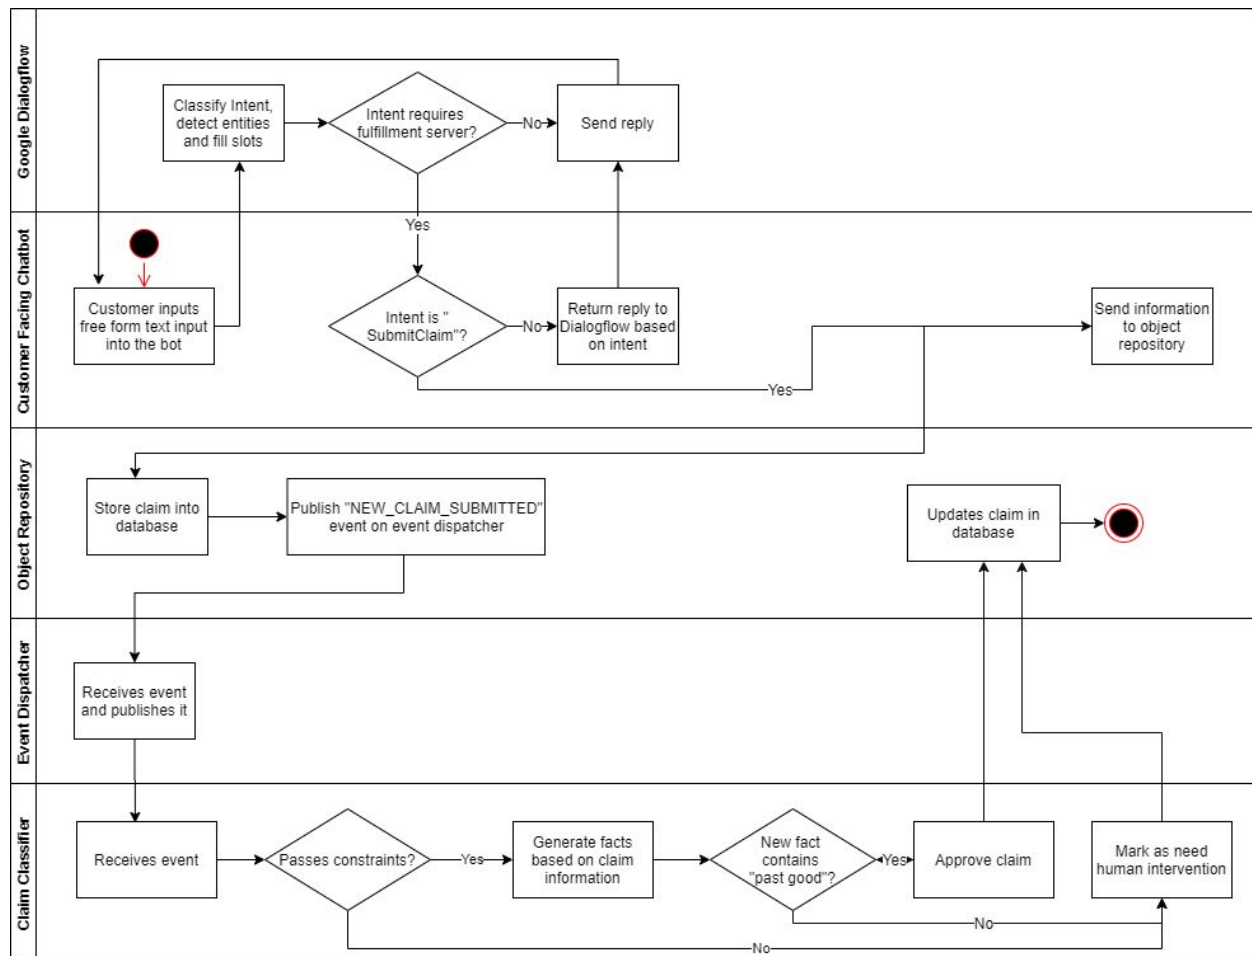 Google Dialogflow
Classify Intent,
detect entities
and fill slots
Intent requires
fulfillment server?
No
Send reply
Yes
Customer Facing Chatbot
Customer inputs
free form text input
into the bot
Intent is "
SubmitClaim"?
No
Return reply to
Dialogflow based
on intent
Yes
Send information
to object
repository
Object Repository
Store claim into
database
Publish "NEW_CLAIM_SUBMITTED"
event on event dispatcher
Updates claim in
database
Event Dispatcher
Receives event
and publishes it
Claim Classifier
Receives event
Passes constraints?
Yes
Generate facts
based on claim
information
New fact
contains
"past good"?
Yes
Approve claim
Mark as need
human intervention
No
No